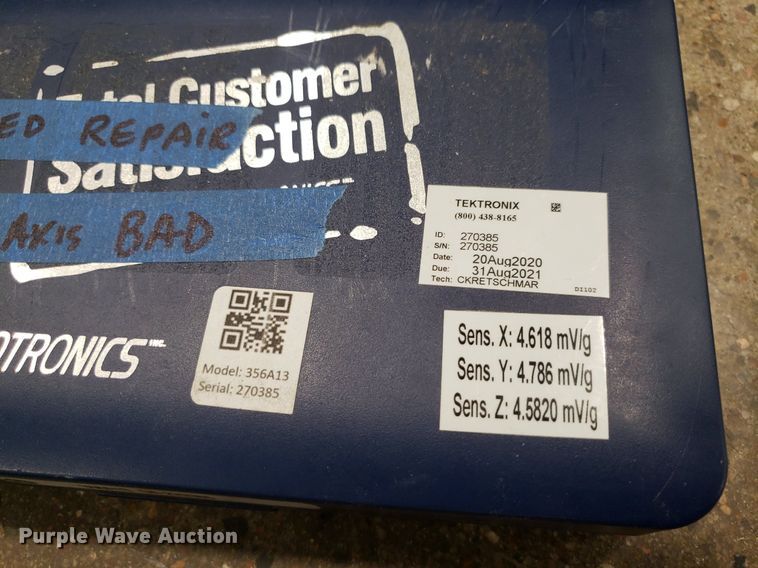 Total Customer
ED REPAIR
Satisfaction
AXIS BAD
OTRONICS INC.
Model: 356A13
Serial: 270385
TEKTRONIX
(800) 438-8165
ID: 270385
S/N: 270385
Date: 20Aug2020
Due: 31Aug2021
Tech: CKRETSCHMAR
DI102
Sens. X: 4.618 mV/g
Sens. Y: 4.786 mV/g
Sens. Z: 4.5820 mV/g
Purple Wave Auction